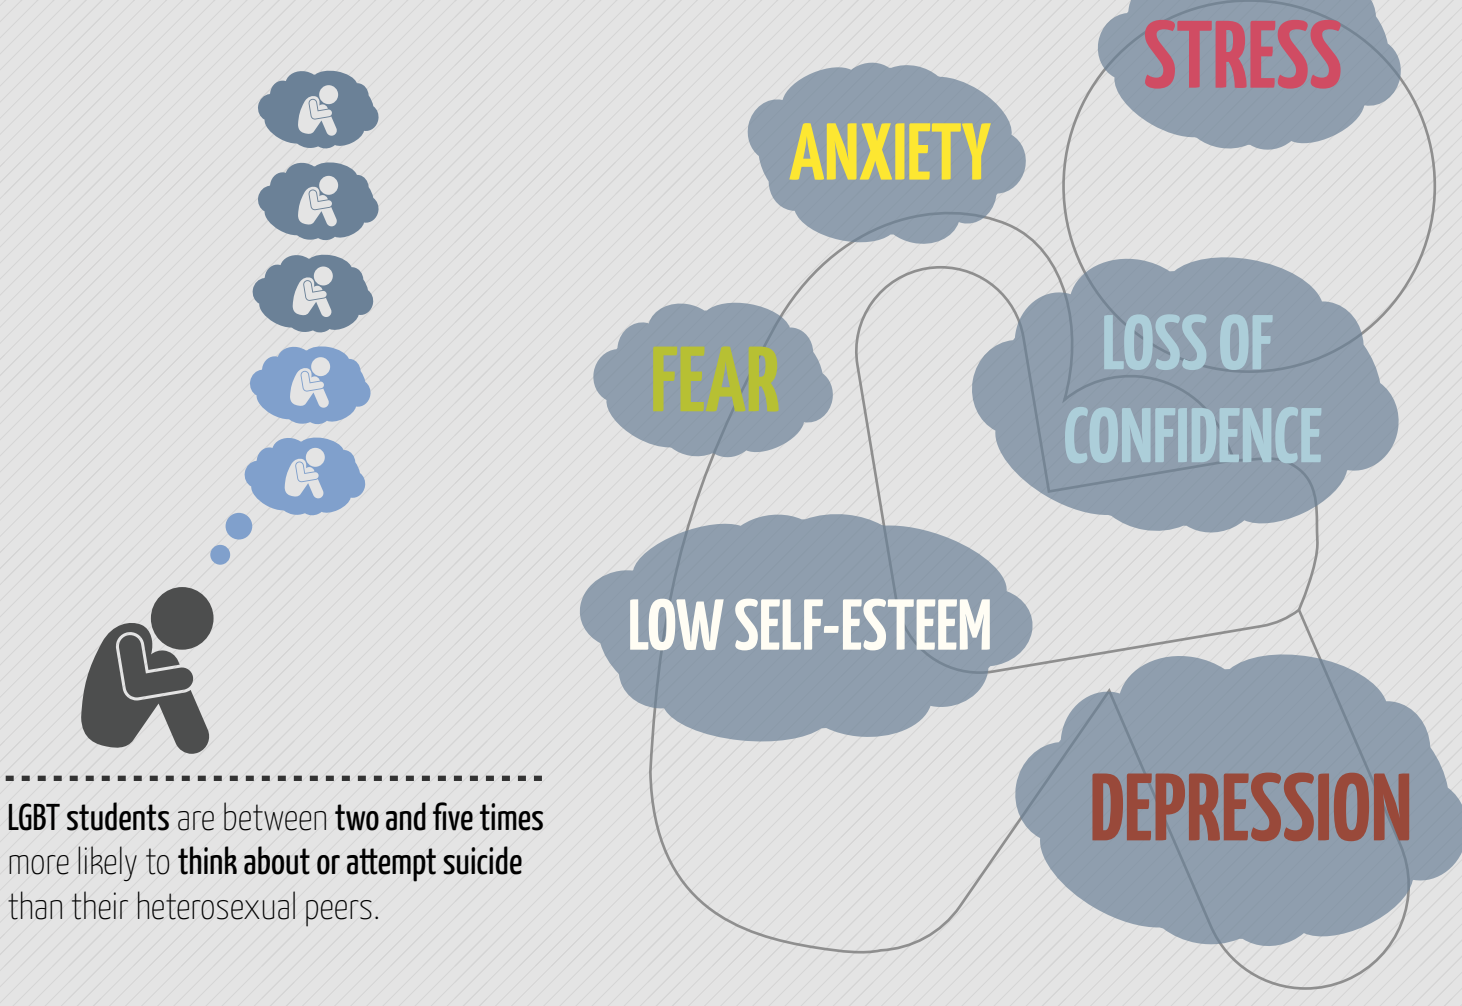 STRESS
ANXIETY
LOSS OF
CONFIDENCE
FEAR
LOW SELF-ESTEEM
DEPRESSION
LGBT students are between two and five times
more likely to think about or attempt suicide
than their heterosexual peers.